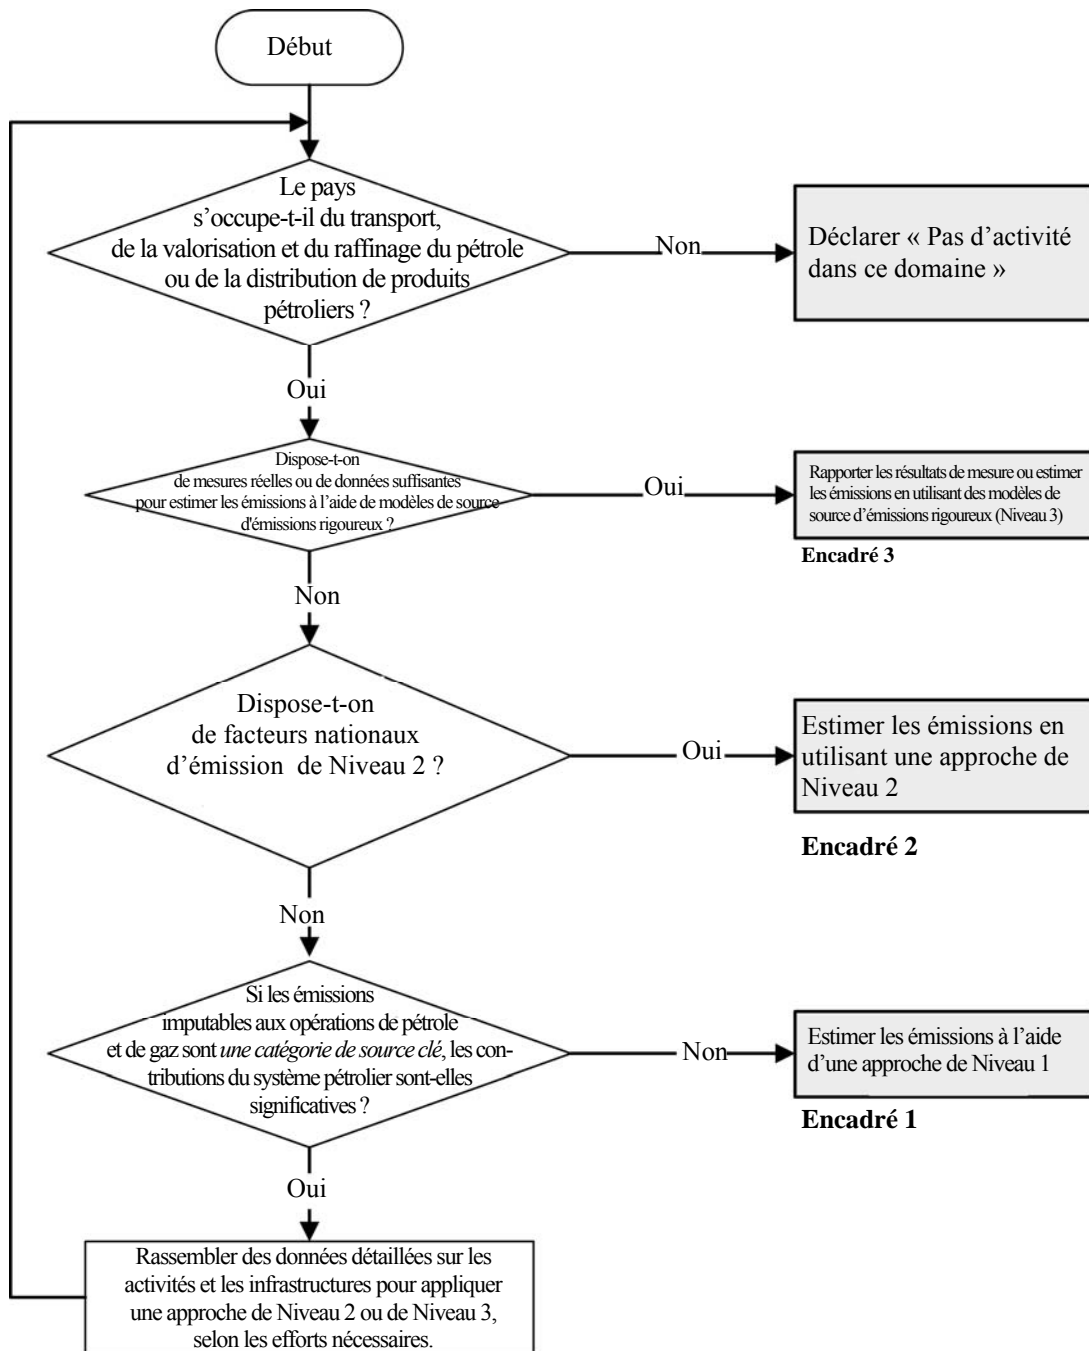 Début
Le pays
s’occupe-t-il du transport,
de la valorisation et du raffinage du pétrole
ou de la distribution de produits
pétroliers ?
Non
Déclarer « Pas d’activité
dans ce domaine »
Oui
Dispose-t-on
de mesures réelles ou de données suffisantes
pour estimer les émissions à l’aide de modèles de source
d'émissions rigoureux ?
Oui
Rapporter les résultats de mesure ou estimer
les émissions en utilisant des modèles de
source d’émissions rigoureux (Niveau 3)
Encadré 3
Non
Dispose-t-on
de facteurs nationaux
d’émission de Niveau 2 ?
Oui
Estimer les émissions en
utilisant une approche de
Niveau 2
Encadré 2
Non
Si les émissions
imputables aux opérations de pétrole
et de gaz sont une catégorie de source clé, les con-
tributions du système pétrolier sont-elles
significatives ?
Non
Estimer les émissions à l’aide
d’une approche de Niveau 1
Encadré 1
Oui
Rassembler des données détaillées sur les
activités et les infrastructures pour appliquer
une approche de Niveau 2 ou de Niveau 3,
selon les efforts nécessaires.